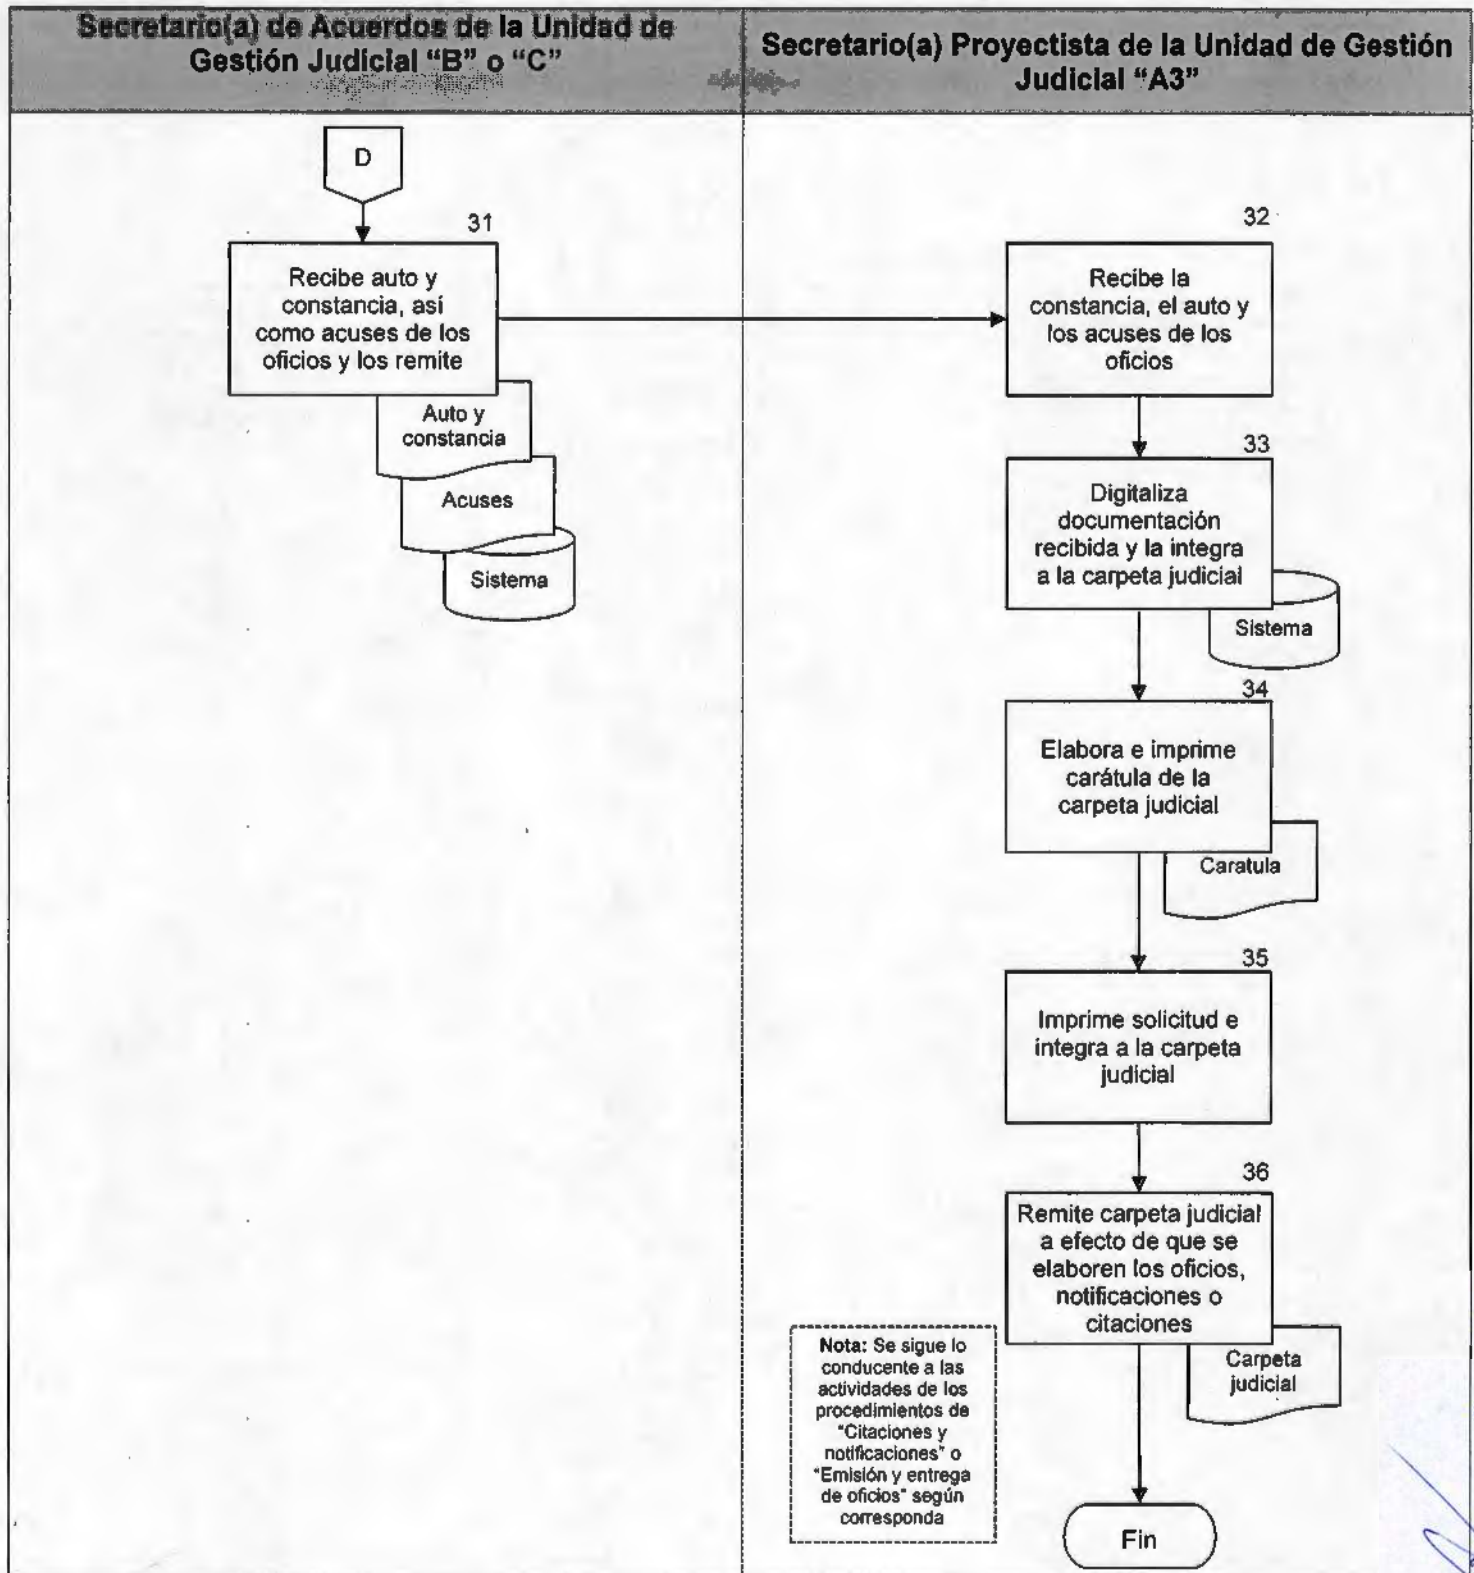 Secretario(a) de Acuerdos de la Unidad de
Gestión Judicial “B” o “C”
Secretario(a) Proyectista de la Unidad de Gestión
Judicial “A3”
D
31
Recibe auto y
constancia, así
como acuses de los
oficios y los remite
Auto y
constancia
Acuses
Sistema
32
Recibe la
constancia, el auto y
los acuses de los
oficios
33
Digitaliza
documentación
recibida y la integra
a la carpeta judicial
Sistema
34
Elabora e imprime
carátula de la
carpeta judicial
Caratula
35
Imprime solicitud e
integra a la carpeta
judicial
36
Remite carpeta judicial
a efecto de que se
elaboren los oficios,
notificaciones o
citaciones
Carpeta
judicial
Nota: Se sigue lo
conducente a las
actividades de los
procedimientos de
"Citaciones y
notificaciones" o
"Emisión y entrega
de oficios" según
corresponda
Fin